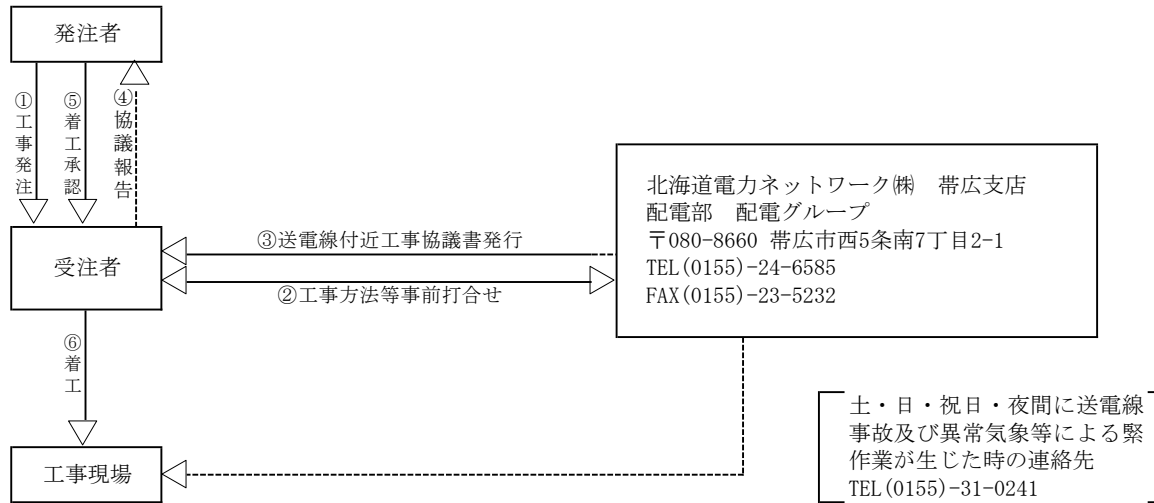 発注者
①工事発注
⑤着工承認
④協議報告
北海道電力ネットワーク㈱　帯広支店
配電部　配電グループ
〒080-8660 帯広市西5条南7丁目2-1
TEL(0155)-24-6585
FAX(0155)-23-5232
③送電線付近工事協議書発行
受注者
②工事方法等事前打合せ
⑥着工
土・日・祝日・夜間に送電線
事故及び異常気象等による緊
作業が生じた時の連絡先
TEL(0155)-31-0241
工事現場